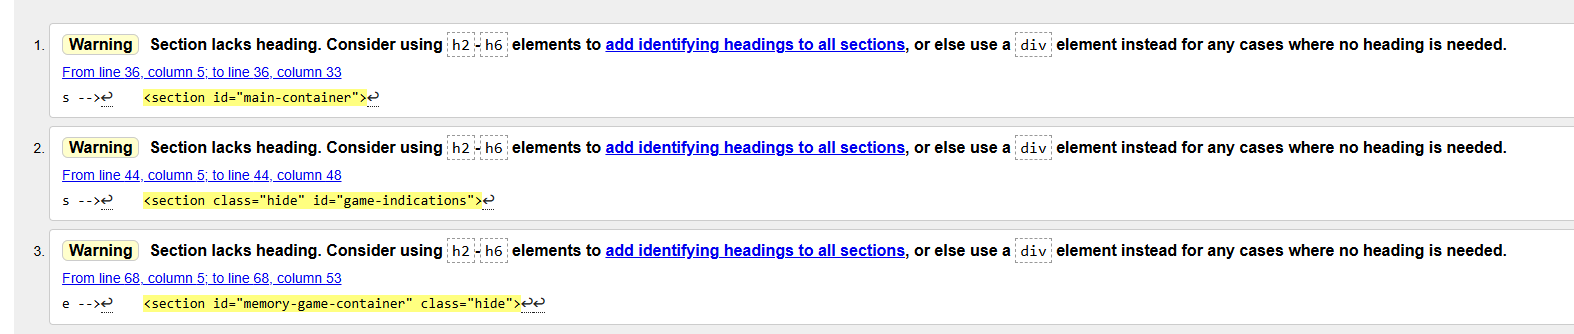 1. Warning Section lacks heading. Consider using h2-h6 elements to add identifying headings to all sections, or else use a div element instead for any cases where no heading is needed.
From line 36, column 5; to line 36, column 33
s -->↩ <section id="main-container">↩
2. Warning Section lacks heading. Consider using h2-h6 elements to add identifying headings to all sections, or else use a div element instead for any cases where no heading is needed.
From line 44, column 5; to line 44, column 48
s -->↩ <section class="hide" id="game-indications">↩
3. Warning Section lacks heading. Consider using h2-h6 elements to add identifying headings to all sections, or else use a div element instead for any cases where no heading is needed.
From line 68, column 5; to line 68, column 53
e -->↩ <section id="memory-game-container" class="hide">↩↩